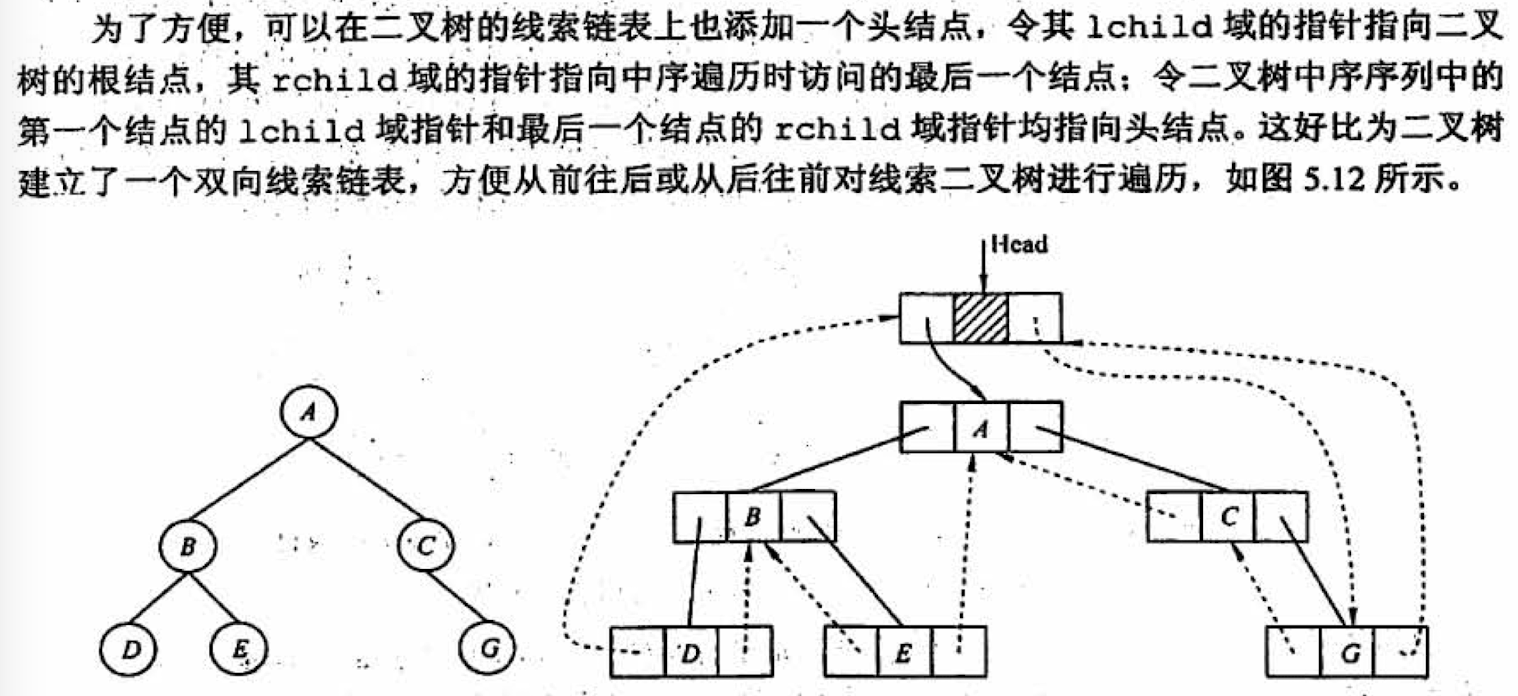 为了方便，可以在二叉树的线索链表上也添加一个头结点，令其 lchild 域的指针指向二叉
树的根结点，其 rchild 域的指针指向中序遍历时访问的最后一个结点；令二叉树中序序列中的
第一个结点的 lchild 域指针和最后一个结点的 rchild 域指针均指向头结点。这好比为二叉树
建立了一个双向线索链表，方便从前往后或从后往前对线索二叉树进行遍历，如图 5.12 所示。
Head
A
B
C
D
E
G
A
B
C
D
E
G